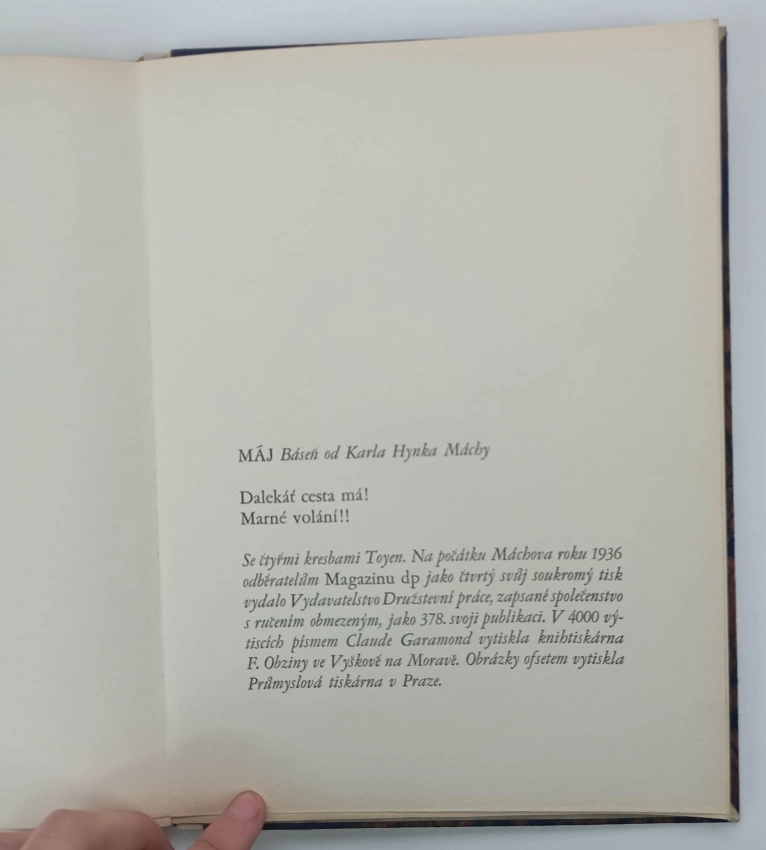 MÁJ Báseň od Karla Hynka Máchy
Dalekáť cesta má!
Marné volání!!
Se čtyřmi kresbami Toyen. Na počátku Máchova roku 1936
odběratelům Magazinu dp jako čtvrtý svůj soukromý tisk
vydalo Vydavatelstvo Družstevní práce, zapsané společenstvo
s ručením obmezeným, jako 378. svoji publikaci. V 4000 vý-
tiscích písmem Claude Garamond vytiskla knihtiskárna
F. Obziny ve Vyškově na Moravě. Obrázky ofsetem vytiskla
Průmyslová tiskárna v Praze.